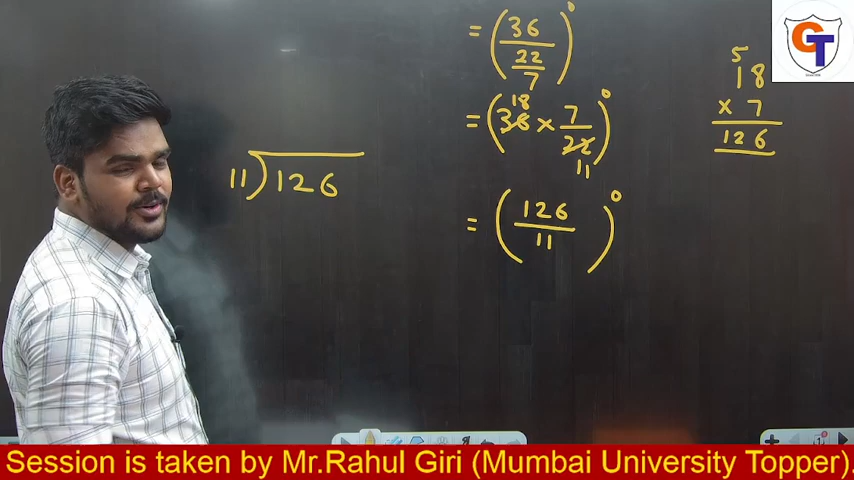 = (36 / (22/7))°
= (36 18 × 7/22 11)°
= (126/11)°
11)126
5
18
× 7
126
GT
Session is taken by Mr.Rahul Giri (Mumbai University Topper).